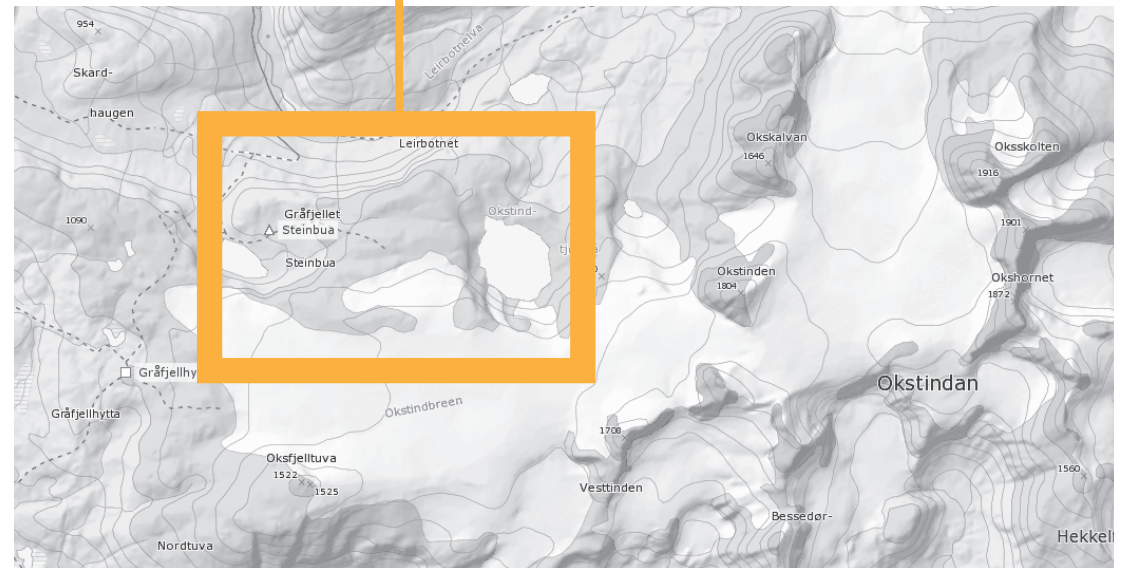 954
Skard-
haugen
Leirbotnelva
Leirbotnet
Okskalvan
1646
Oksskolten
1916
1090
Gråfjellet
Steinbua
Okstind-
1901
Steinbua
Okstinden
1804
Okshornet
1872
Gråfjellhy
Okstindan
Gråfjellhytta
Okstindbreen
1708
Oksfjelltuva
1522
1525
1560
Vesttinden
Bessedør-
Hekkel
Nordtuva